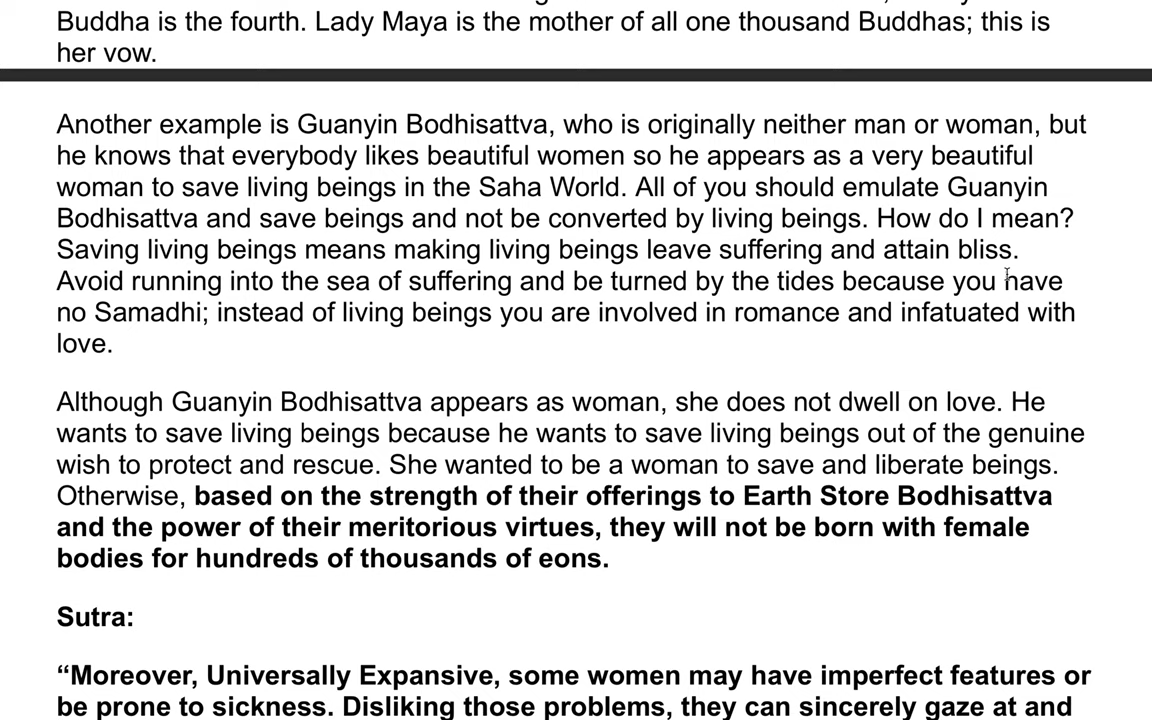 Buddha is the fourth. Lady Maya is the mother of all one thousand Buddhas; this is
her vow.
Another example is Guanyin Bodhisattva, who is originally neither man or woman, but
he knows that everybody likes beautiful women so he appears as a very beautiful
woman to save living beings in the Saha World. All of you should emulate Guanyin
Bodhisattva and save beings and not be converted by living beings. How do I mean?
Saving living beings means making living beings leave suffering and attain bliss.
Avoid running into the sea of suffering and be turned by the tides because you have
no Samadhi; instead of living beings you are involved in romance and infatuated with
love.
Although Guanyin Bodhisattva appears as woman, she does not dwell on love. He
wants to save living beings because he wants to save living beings out of the genuine
wish to protect and rescue. She wanted to be a woman to save and liberate beings.
Otherwise, based on the strength of their offerings to Earth Store Bodhisattva
and the power of their meritorious virtues, they will not be born with female
bodies for hundreds of thousands of eons.
Sutra:
“Moreover, Universally Expansive, some women may have imperfect features or
be prone to sickness. Disliking those problems, they can sincerely gaze at and